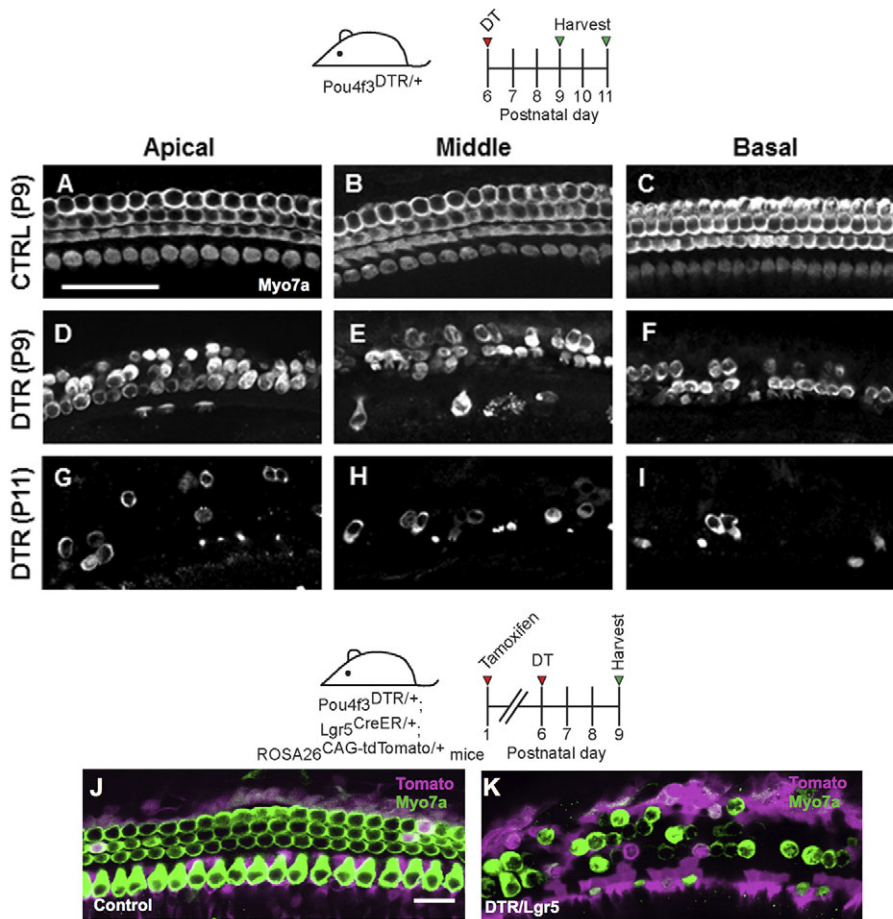 DT Harvest
Pou4f3DTR/+
6 7 8 9 10 11
Postnatal day
Apical Middle Basal
CTRL (P9)
A B C
Myo7a
DTR (P9)
D E F
DTR (P11)
G H I
Tamoxifen DT Harvest
Pou4f3DTR/+;
Lgr5CreER/+;
ROSA26CAG-tdTomato/+ mice
1 6 7 8 9
Postnatal day
J Tomato
Myo7a
Control
K Tomato
Myo7a
DTR/Lgr5